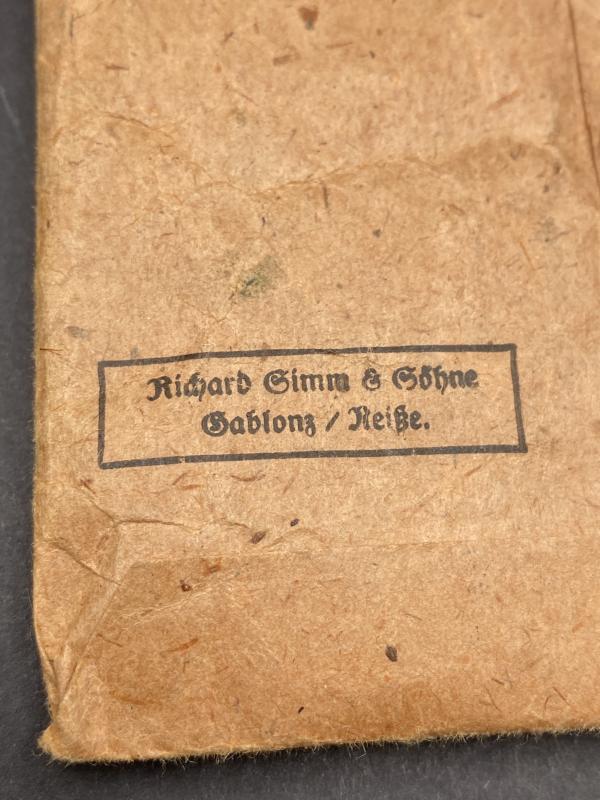 Richard Simm & Söhne
Gablonz / Neiße.